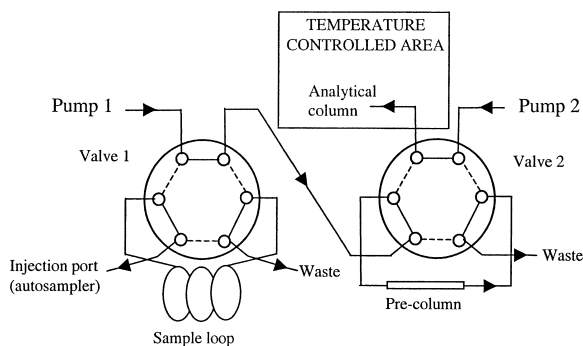 TEMPERATURE
CONTROLLED AREA
Analytical
column
Pump 1
Pump 2
Valve 1
Valve 2
Injection port
(autosampler)
Waste
Waste
Pre-column
Sample loop